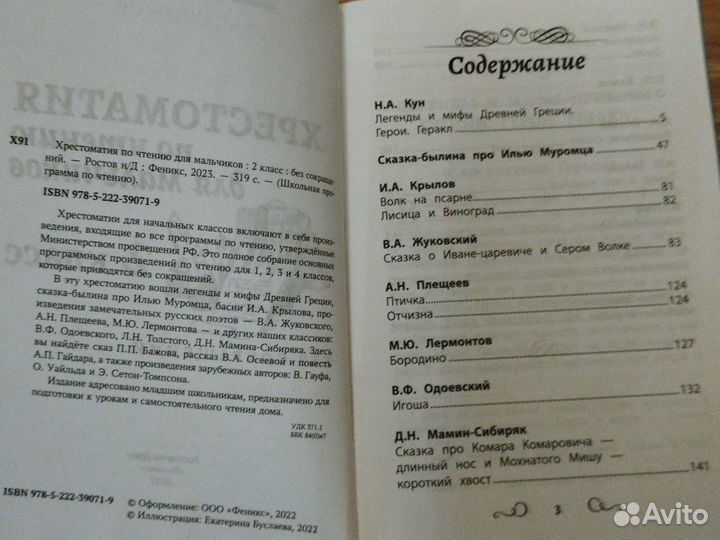 Х91
Хрестоматия по чтению для мальчиков : 2 класс : без сокраще-
ний. — Ростов н/Д : Феникс, 2023. — 319 с. — (Школьная про-
грамма по чтению).
ISBN 978-5-222-39071-9
Хрестоматии для начальных классов включают в себя произ-
ведения, входящие во все программы по чтению, утверждённые
Министерством просвещения РФ. Это полное собрание основных
программных произведений по чтению для 1, 2, 3 и 4 классов,
которые приводятся без сокращений.
В эту хрестоматию вошли легенды и мифы Древней Греции,
сказка-былина про Илью Муромца, басни И.А. Крылова, про-
изведения замечательных русских поэтов — В.А. Жуковского,
А.Н. Плещеева, М.Ю. Лермонтова — и других наших классиков:
В.Ф. Одоевского, Л.Н. Толстого, Д.Н. Мамина-Сибиряка. Здесь
вы найдёте сказ П.П. Бажова, рассказ В.А. Осеевой и повесть
А.П. Гайдара, а также произведения зарубежных авторов: В. Гауфа,
О. Уайльда и Э. Сетон-Томпсона.
Издание адресовано младшим школьникам, предназначено для
подготовки к урокам и самостоятельного чтения дома.
УДК 371.1
ББК 84(0)я7
ISBN 978-5-222-39071-9
© Оформление: ООО «Феникс», 2022
© Иллюстрация: Екатерина Буслаева, 2022
Содержание
Н.А. Кун
Легенды и мифы Древней Греции.
Герои. Геракл 5
Сказка-былина про Илью Муромца 47
И.А. Крылов
Волк на псарне 81
Лисица и Виноград 82
В.А. Жуковский
Сказка о Иване-царевиче и Сером Волке 83
А.Н. Плещеев
Птичка 124
Отчизна 124
М.Ю. Лермонтов
Бородино 127
В.Ф. Одоевский
Игоша 132
Д.Н. Мамин-Сибиряк
Сказка про Комара Комаровича —
длинный нос и Мохнатого Мишу —
короткий хвост 141
3
Avito